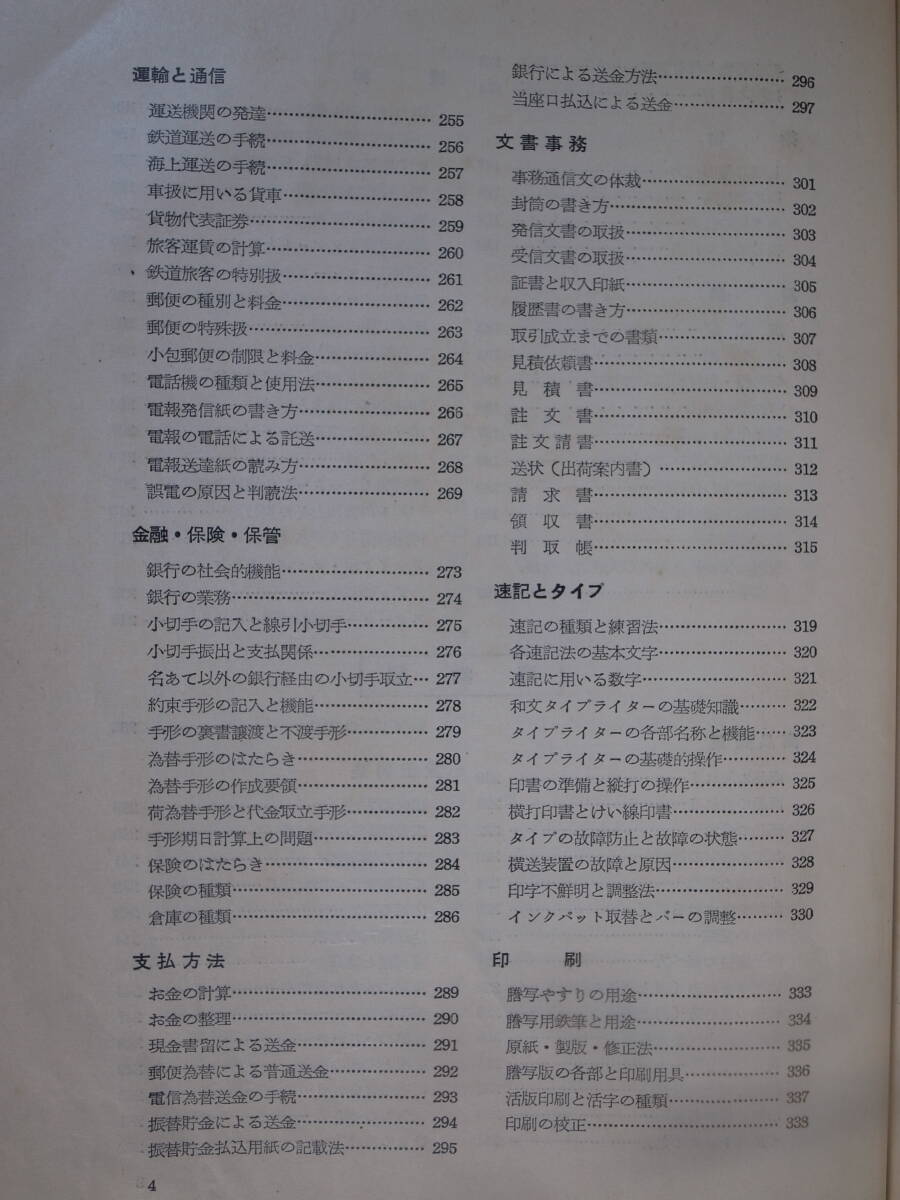 運輸と通信
運送機関の発達……………………… 255
鉄道運送の手続……………………… 256
海上運送の手続……………………… 257
車扱に用いる貨車…………………… 258
貨物代表証券………………………… 259
旅客運賃の計算……………………… 260
鉄道旅客の特別扱…………………… 261
郵便の種別と料金…………………… 262
郵便の特殊扱………………………… 263
小包郵便の制限と料金……………… 264
電話機の種類と使用法……………… 265
電報発信紙の書き方………………… 266
電報の電話による託送……………… 267
電報送達紙の読み方………………… 268
誤電の原因と判読法………………… 269
金融・保険・保管
銀行の社会的機能…………………… 273
銀行の業務…………………………… 274
小切手の記入と線引小切手………… 275
小切手振出と支払関係……………… 276
名あて以外の銀行経由の小切手取立… 277
約束手形の記入と機能……………… 278
手形の裏書譲渡と不渡手形………… 279
為替手形のはたらき………………… 280
為替手形の作成要領………………… 281
荷為替手形と代金取立手形………… 282
手形期日計算上の問題……………… 283
保険のはたらき……………………… 284
保険の種類…………………………… 285
倉庫の種類…………………………… 286
支払方法
お金の計算…………………………… 289
お金の整理…………………………… 290
現金書留による送金………………… 291
郵便為替による普通送金…………… 292
電信為替送金の手続………………… 293
振替貯金による送金………………… 294
振替貯金払込用紙の記載法………… 295
銀行による送金方法………………… 296
当座口払込による送金……………… 297
文書事務
事務通信文の体裁…………………… 301
封筒の書き方………………………… 302
発信文書の取扱……………………… 303
受信文書の取扱……………………… 304
証書と収入印紙……………………… 305
履歴書の書き方……………………… 306
取引成立までの書類………………… 307
見積依頼書…………………………… 308
見積書………………………………… 309
註文書………………………………… 310
註文請書……………………………… 311
送状(出荷案内書)………………… 312
請求書………………………………… 313
領収書………………………………… 314
判取帳………………………………… 315
速記とタイプ
速記の種類と練習法………………… 319
各速記法の基本文字………………… 320
速記に用いる数字…………………… 321
和文タイプライターの基礎知識……… 322
タイプライターの各部名称と機能…… 323
タイプライターの基礎的操作………… 324
印書の準備と縦打の操作…………… 325
横打印書とけい線印書……………… 326
タイプの故障防止と故障の状態…… 327
横送装置の故障と原因……………… 328
印字不鮮明と調整法………………… 329
インクパット取替とバーの調整……… 330
印刷
謄写やすりの用途…………………… 333
謄写用鉄筆と用途…………………… 334
原紙・製版・修正法………………… 335
謄写版の各部と印刷用具…………… 336
活版印刷と活字の種類……………… 337
印刷の校正…………………………… 338
4